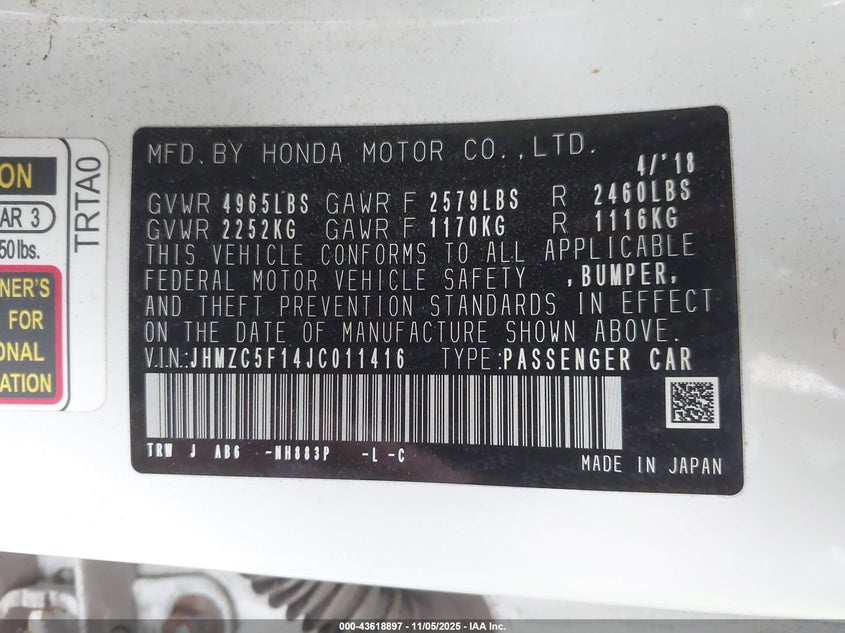 ON
AR 3
50 lbs.
NER'S
FOR
ONAL
ATION
TRTA0
MFD. BY HONDA MOTOR CO., LTD. 4/'18
GVWR 4965LBS GAWR F 2579LBS R 2460LBS
GVWR 2252KG GAWR F 1170KG R 1116KG
THIS VEHICLE CONFORMS TO ALL APPLICABLE
FEDERAL MOTOR VEHICLE SAFETY ,BUMPER,
AND THEFT PREVENTION STANDARDS IN EFFECT
ON THE DATE OF MANUFACTURE SHOWN ABOVE.
V.I.N:JHMZC5F14JC011416 TYPE:PASSENGER CAR
TRW J AB6 -NH883P -L -C
MADE IN JAPAN
000-43618897 - 11/05/2025 - IAA Inc.